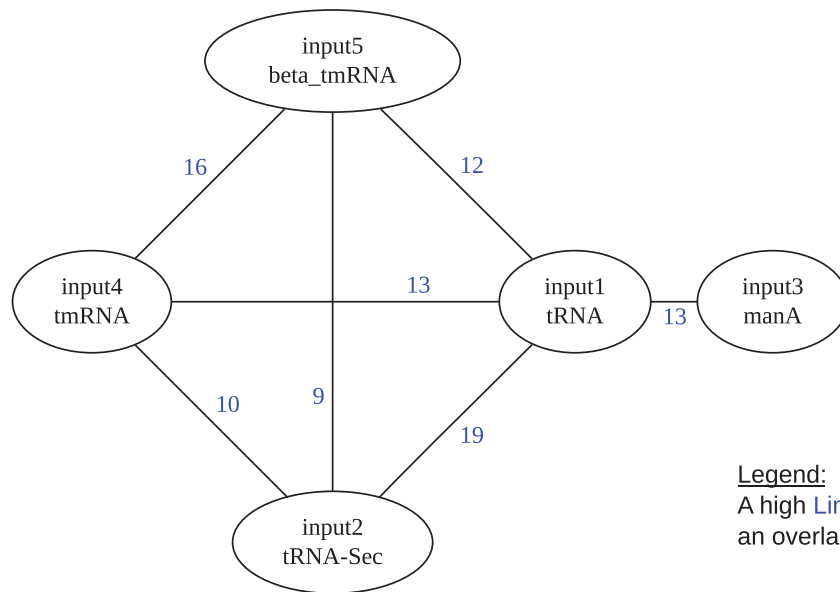 input5
beta_tmRNA
16
12
input4
tmRNA
13
input1
tRNA
input3
manA
13
10
9
19
input2
tRNA-Sec
Legend:
A high
an